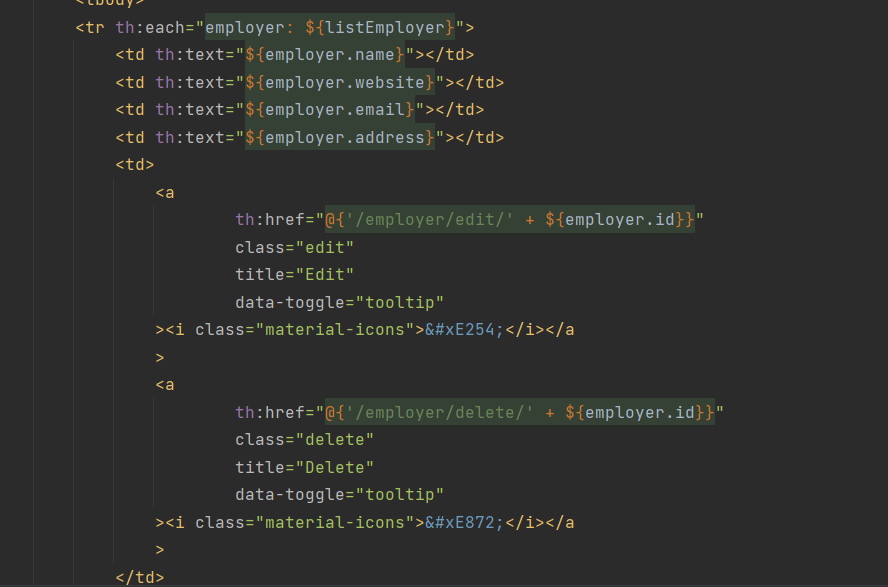 <tbody>
<tr th:each="employer: ${listEmployer}">
<td th:text="${employer.name}"></td>
<td th:text="${employer.website}"></td>
<td th:text="${employer.email}"></td>
<td th:text="${employer.address}"></td>
<td>
<a
th:href="@{'/employer/edit/' + ${employer.id}}"
class="edit"
title="Edit"
data-toggle="tooltip"
><i class="material-icons">&#xE254;</i></a
>
<a
th:href="@{'/employer/delete/' + ${employer.id}}"
class="delete"
title="Delete"
data-toggle="tooltip"
><i class="material-icons">&#xE872;</i></a
>
</td>